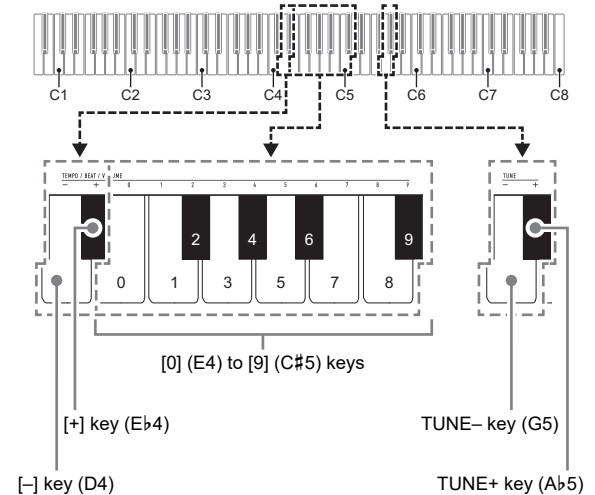 C1 C2 C3 C4 C5 C6 C7 C8
TEMPO / BEAT / V UME TUNE
– + 0 1 2 3 4 5 6 7 8 9 – +
2 4 6 9
0 1 3 5 7 8
[0] (E4) to [9] (C♯5) keys
[+] key (E♭4) TUNE– key (G5)
[–] key (D4) TUNE+ key (A♭5)